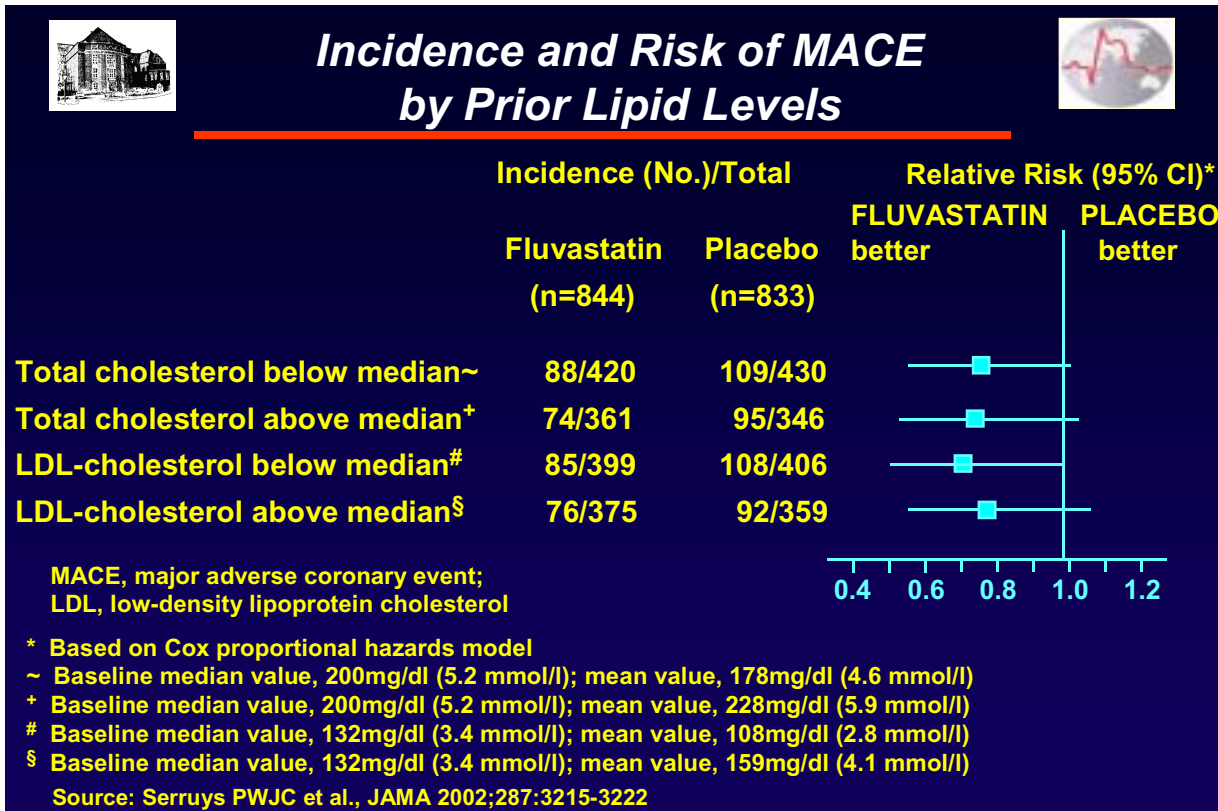 Incidence and Risk of MACE
by Prior Lipid Levels
Incidence (No.)/Total
Relative Risk (95% CI)*
FLUVASTATIN
better
PLACEBO
better
Fluvastatin
(n=844)
Placebo
(n=833)
Total cholesterol below median~ 88/420 109/430
Total cholesterol above median+ 74/361 95/346
LDL-cholesterol below median# 85/399 108/406
LDL-cholesterol above median§ 76/375 92/359
0.4 0.6 0.8 1.0 1.2
MACE, major adverse coronary event;
LDL, low-density lipoprotein cholesterol
* Based on Cox proportional hazards model
~ Baseline median value, 200mg/dl (5.2 mmol/l); mean value, 178mg/dl (4.6 mmol/l)
+ Baseline median value, 200mg/dl (5.2 mmol/l); mean value, 228mg/dl (5.9 mmol/l)
# Baseline median value, 132mg/dl (3.4 mmol/l); mean value, 108mg/dl (2.8 mmol/l)
§ Baseline median value, 132mg/dl (3.4 mmol/l); mean value, 159mg/dl (4.1 mmol/l)
Source: Serruys PWJC et al., JAMA 2002;287:3215-3222